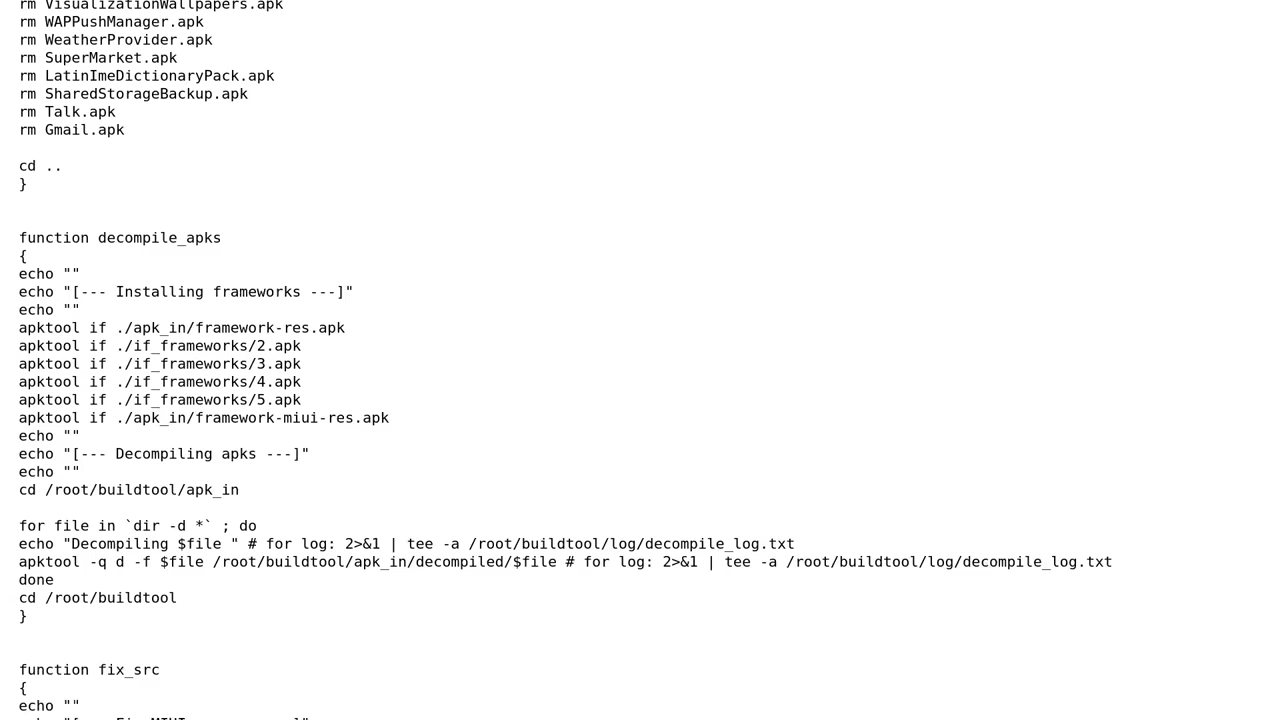 rm VisualizationWallpapers.apk
rm WAPPushManager.apk
rm WeatherProvider.apk
rm SuperMarket.apk
rm LatinImeDictionaryPack.apk
rm SharedStorageBackup.apk
rm Talk.apk
rm Gmail.apk

cd ..
}


function decompile_apks
{
echo ""
echo "[--- Installing frameworks ---]"
echo ""
apktool if ./apk_in/framework-res.apk
apktool if ./if_frameworks/2.apk
apktool if ./if_frameworks/3.apk
apktool if ./if_frameworks/4.apk
apktool if ./if_frameworks/5.apk
apktool if ./apk_in/framework-miui-res.apk
echo ""
echo "[--- Decompiling apks ---]"
echo ""
cd /root/buildtool/apk_in

for file in `dir -d *` ; do
echo "Decompiling $file " # for log: 2>&1 | tee -a /root/buildtool/log/decompile_log.txt
apktool -q d -f $file /root/buildtool/apk_in/decompiled/$file # for log: 2>&1 | tee -a /root/buildtool/log/decompile_log.txt
done
cd /root/buildtool
}


function fix_src
{
echo ""